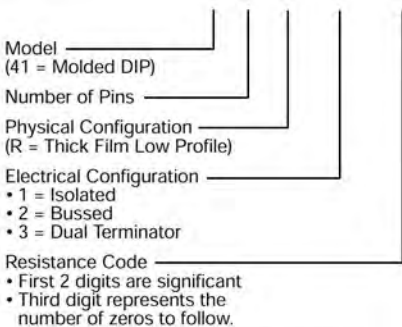 Model
(41 = Molded DIP)
Number of Pins
Physical Configuration
(R = Thick Film Low Profile)
Electrical Configuration
• 1 = Isolated
• 2 = Bussed
• 3 = Dual Terminator
Resistance Code
• First 2 digits are significant
• Third digit represents the
number of zeros to follow.